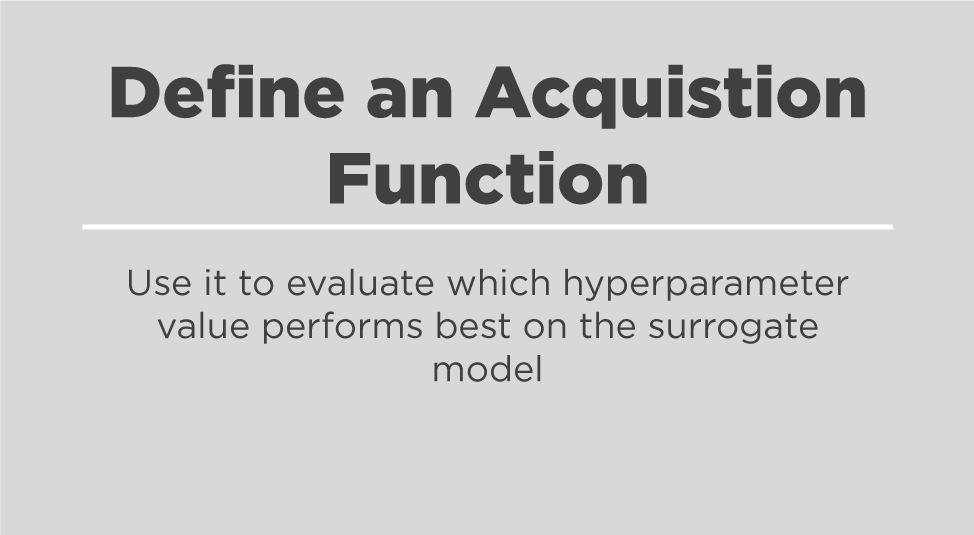 Define an Acquistion
Function
Use it to evaluate which hyperparameter
value performs best on the surrogate
model